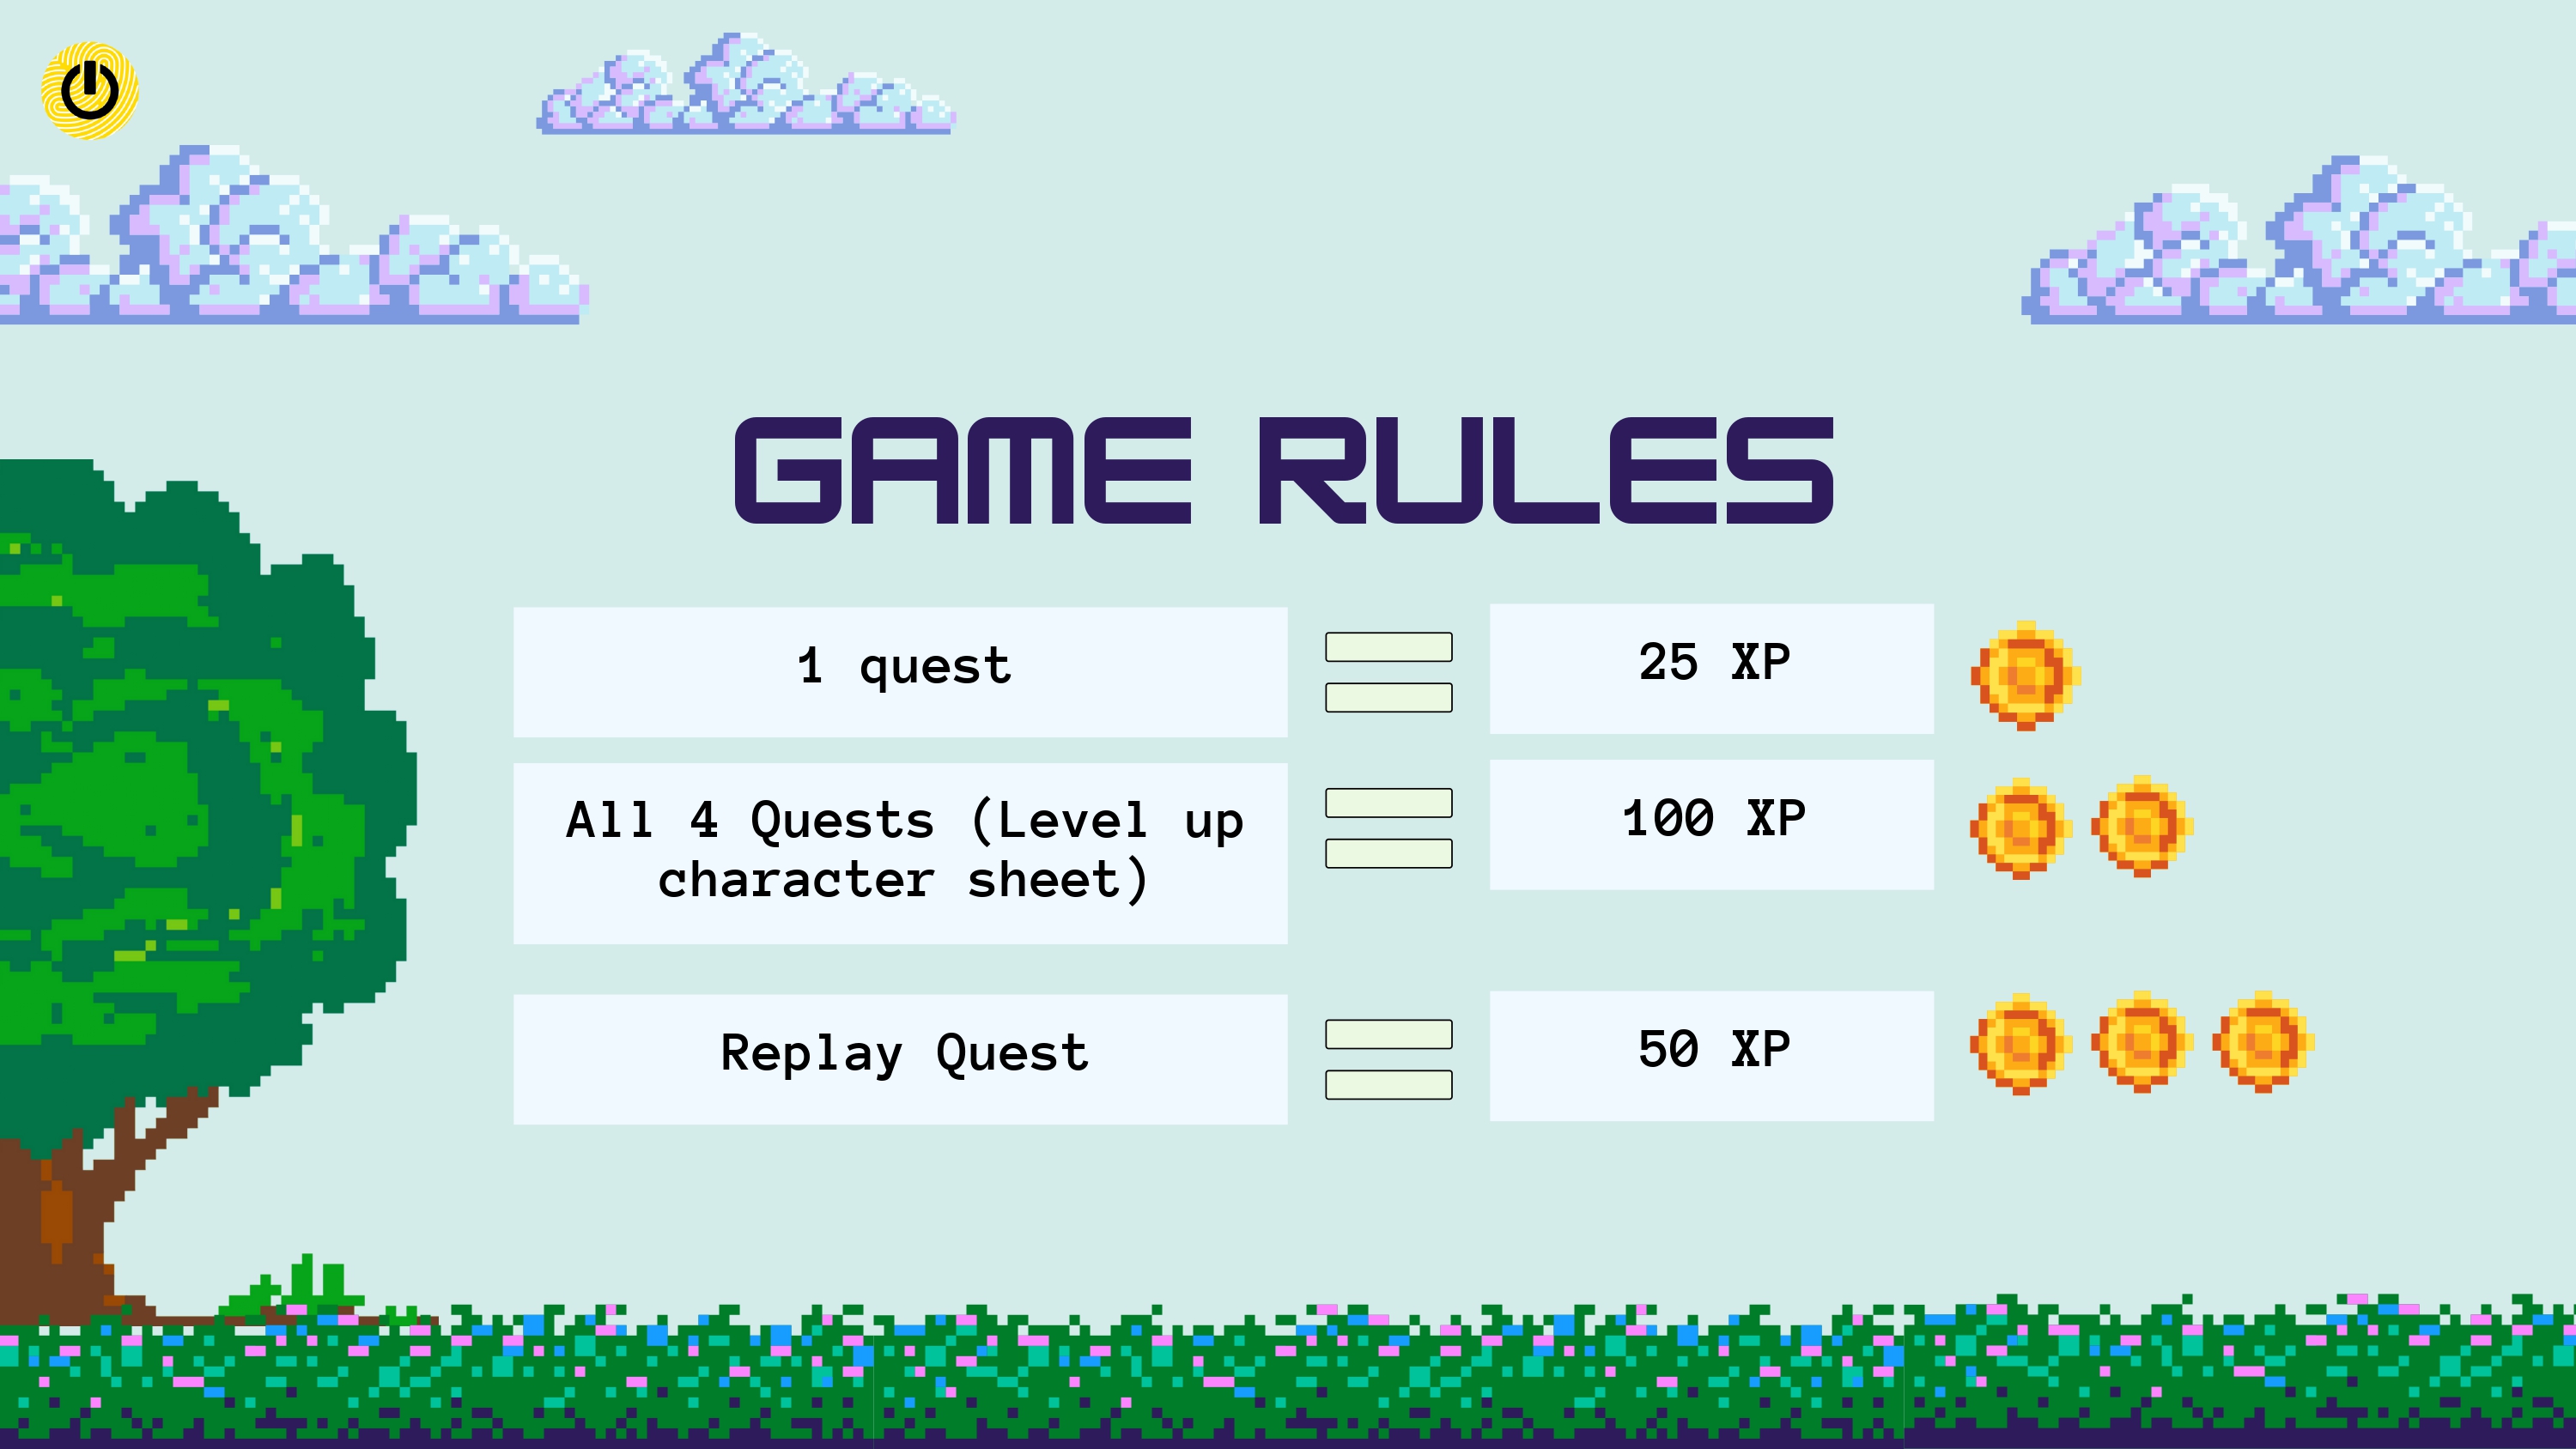 GAME RULES
1 quest
25 XP
All 4 Quests (Level up
character sheet)
100 XP
Replay Quest
50 XP